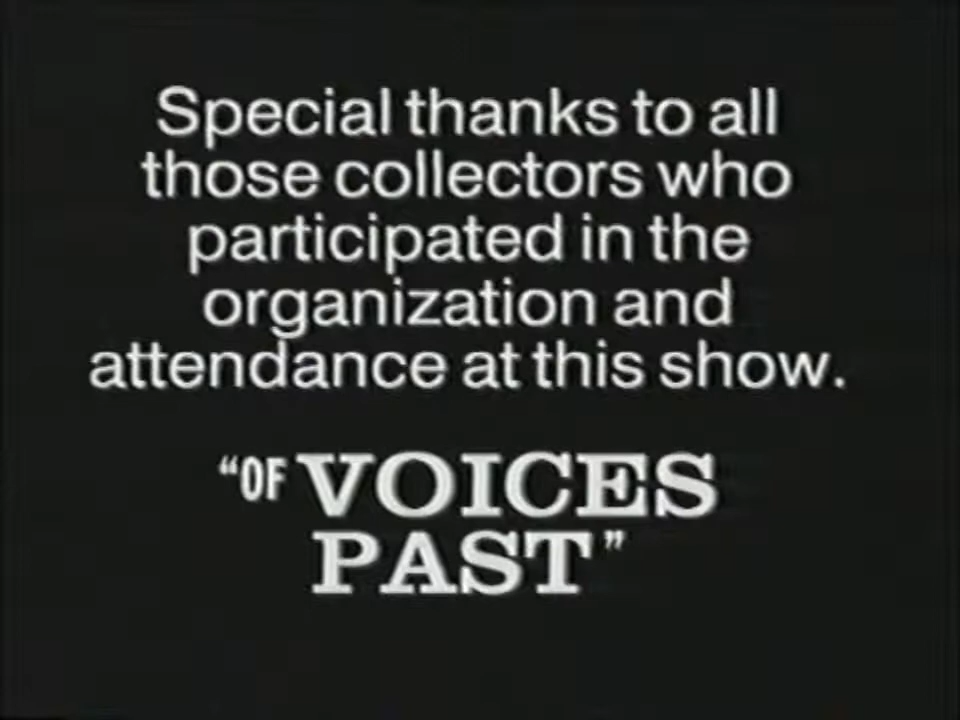 Special thanks to all
those collectors who
participated in the
organization and
attendance at this show.
“OF VOICES
PAST”